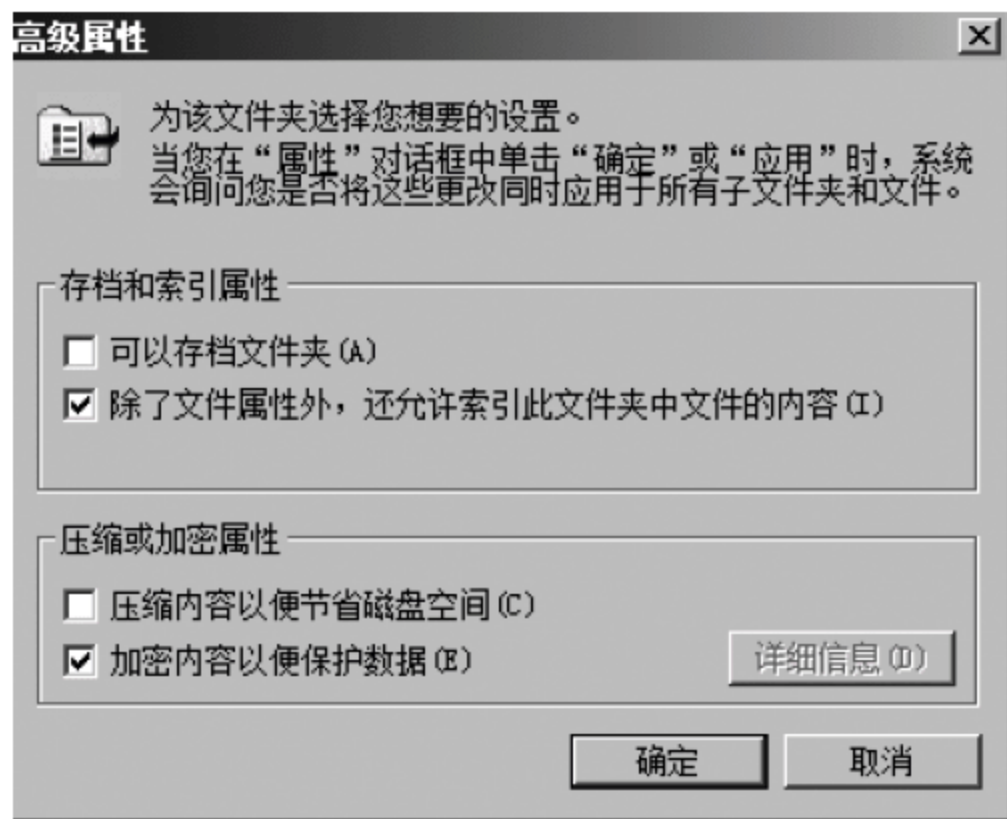 高级属性
为该文件夹选择您想要的设置。
当您在“属性”对话框中单击“确定”或“应用”时，系统
会询问您是否将这些更改同时应用于所有子文件夹和文件。
存档和索引属性
可以存档文件夹(A)
除了文件属性外，还允许索引此文件夹中文件的内容(I)
压缩或加密属性
压缩内容以便节省磁盘空间(C)
加密内容以便保护数据(E)
详细信息(D)
确定
取消